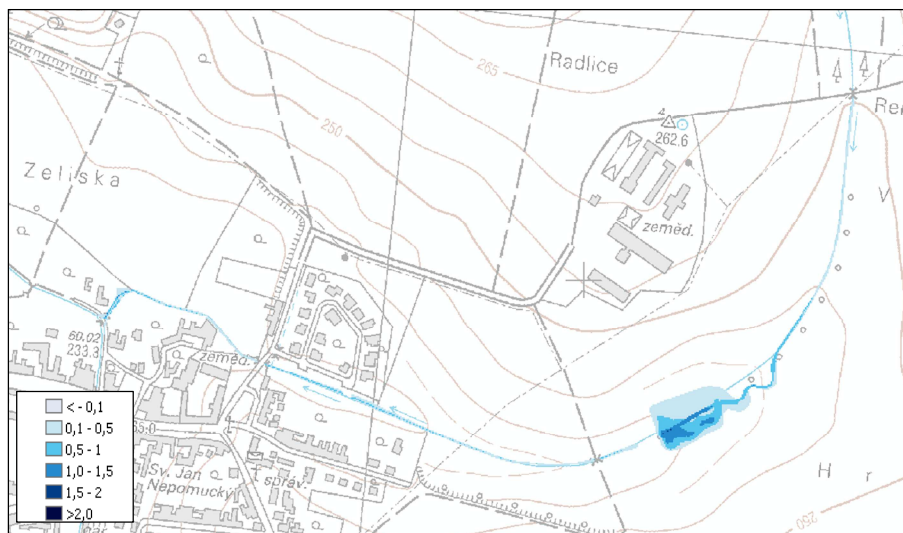 Radlice
265
250
262.6
Zeliska
zeměd.
V
60.02
233.3
zeměd.
Sv. Jan
Nepomucký
správ.
H r
250
< - 0,1
0,1 - 0,5
0,5 - 1
1,0 - 1,5
1,5 - 2
>2,0